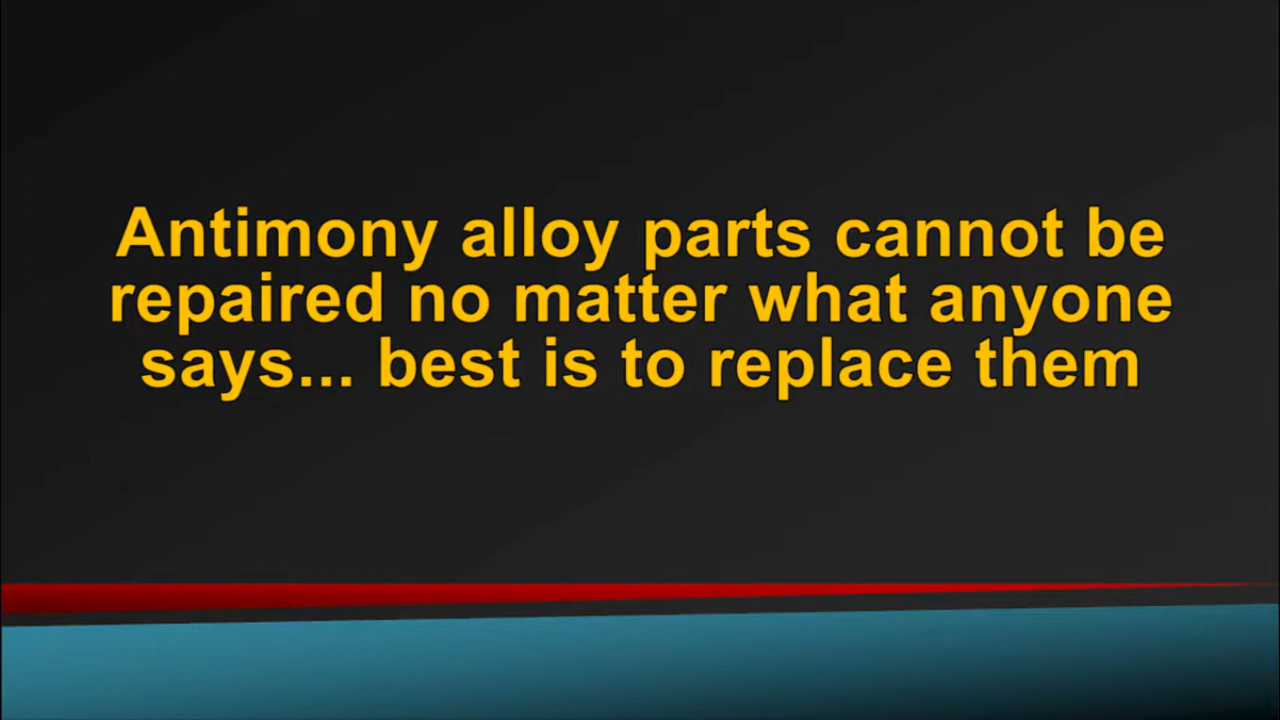 Antimony alloy parts cannot be
repaired no matter what anyone
says... best is to replace them